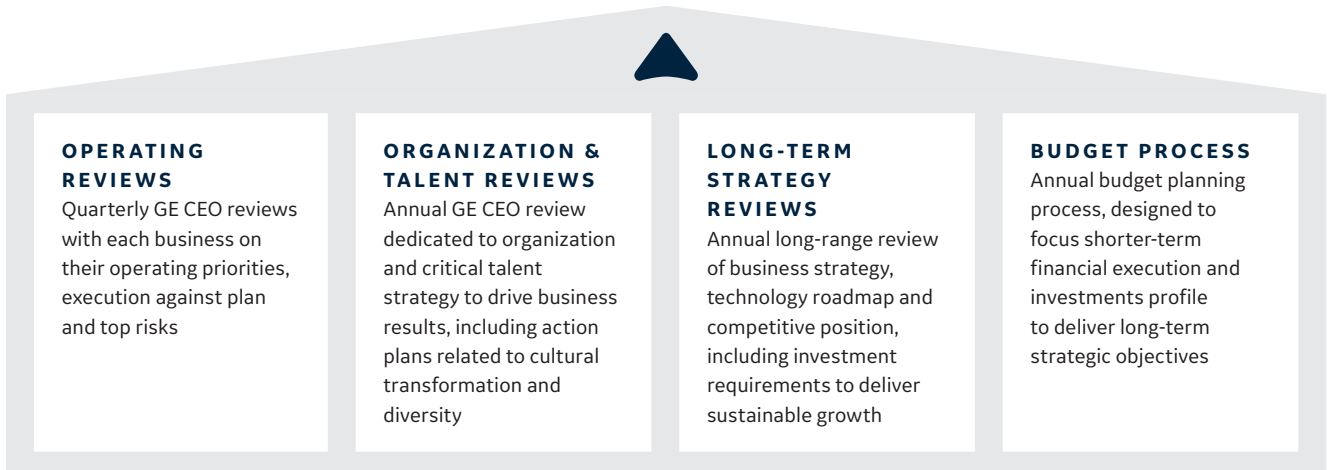 OPERATING
REVIEWS
Quarterly GE CEO reviews
with each business on
their operating priorities,
execution against plan
and top risks
ORGANIZATION &
TALENT REVIEWS
Annual GE CEO review
dedicated to organization
and critical talent
strategy to drive business
results, including action
plans related to cultural
transformation and
diversity
LONG-TERM
STRATEGY
REVIEWS
Annual long-range review
of business strategy,
technology roadmap and
competitive position,
including investment
requirements to deliver
sustainable growth
BUDGET PROCESS
Annual budget planning
process, designed to
focus shorter-term
financial execution and
investments profile
to deliver long-term
strategic objectives